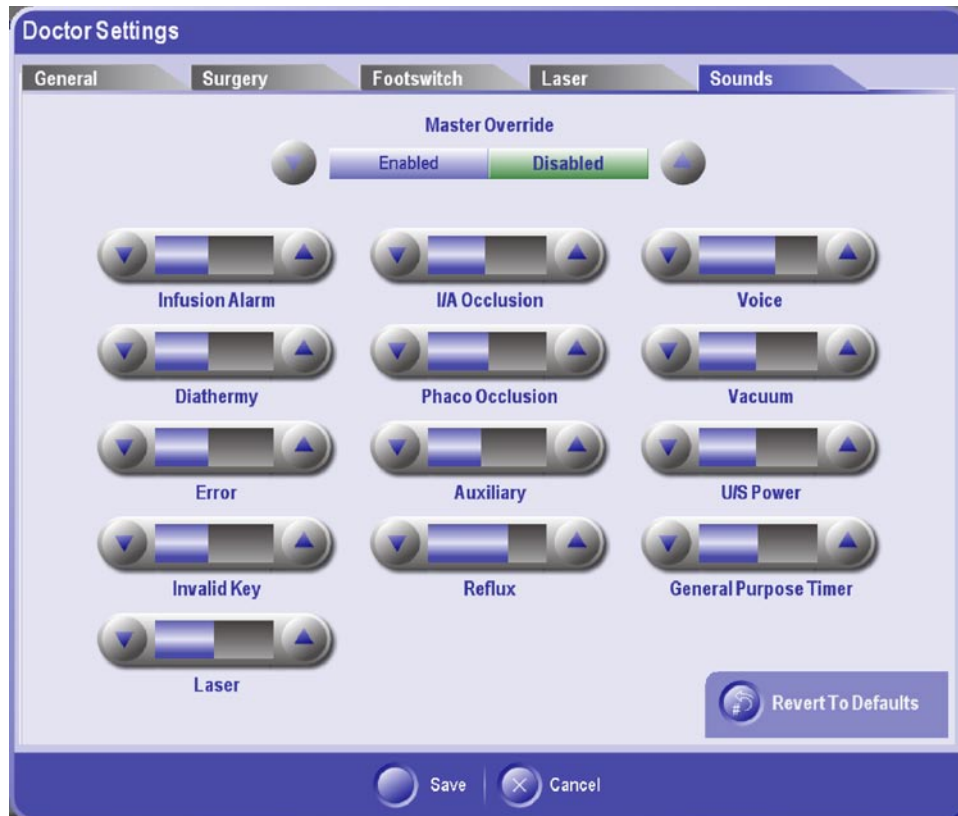 Doctor Settings
General Surgery Footswitch Laser Sounds
Master Override
Enabled Disabled
Infusion Alarm I/A Occlusion Voice
Diathermy Phaco Occlusion Vacuum
Error Auxiliary U/S Power
Invalid Key Reflux General Purpose Timer
Laser
Revert To Defaults
Save Cancel